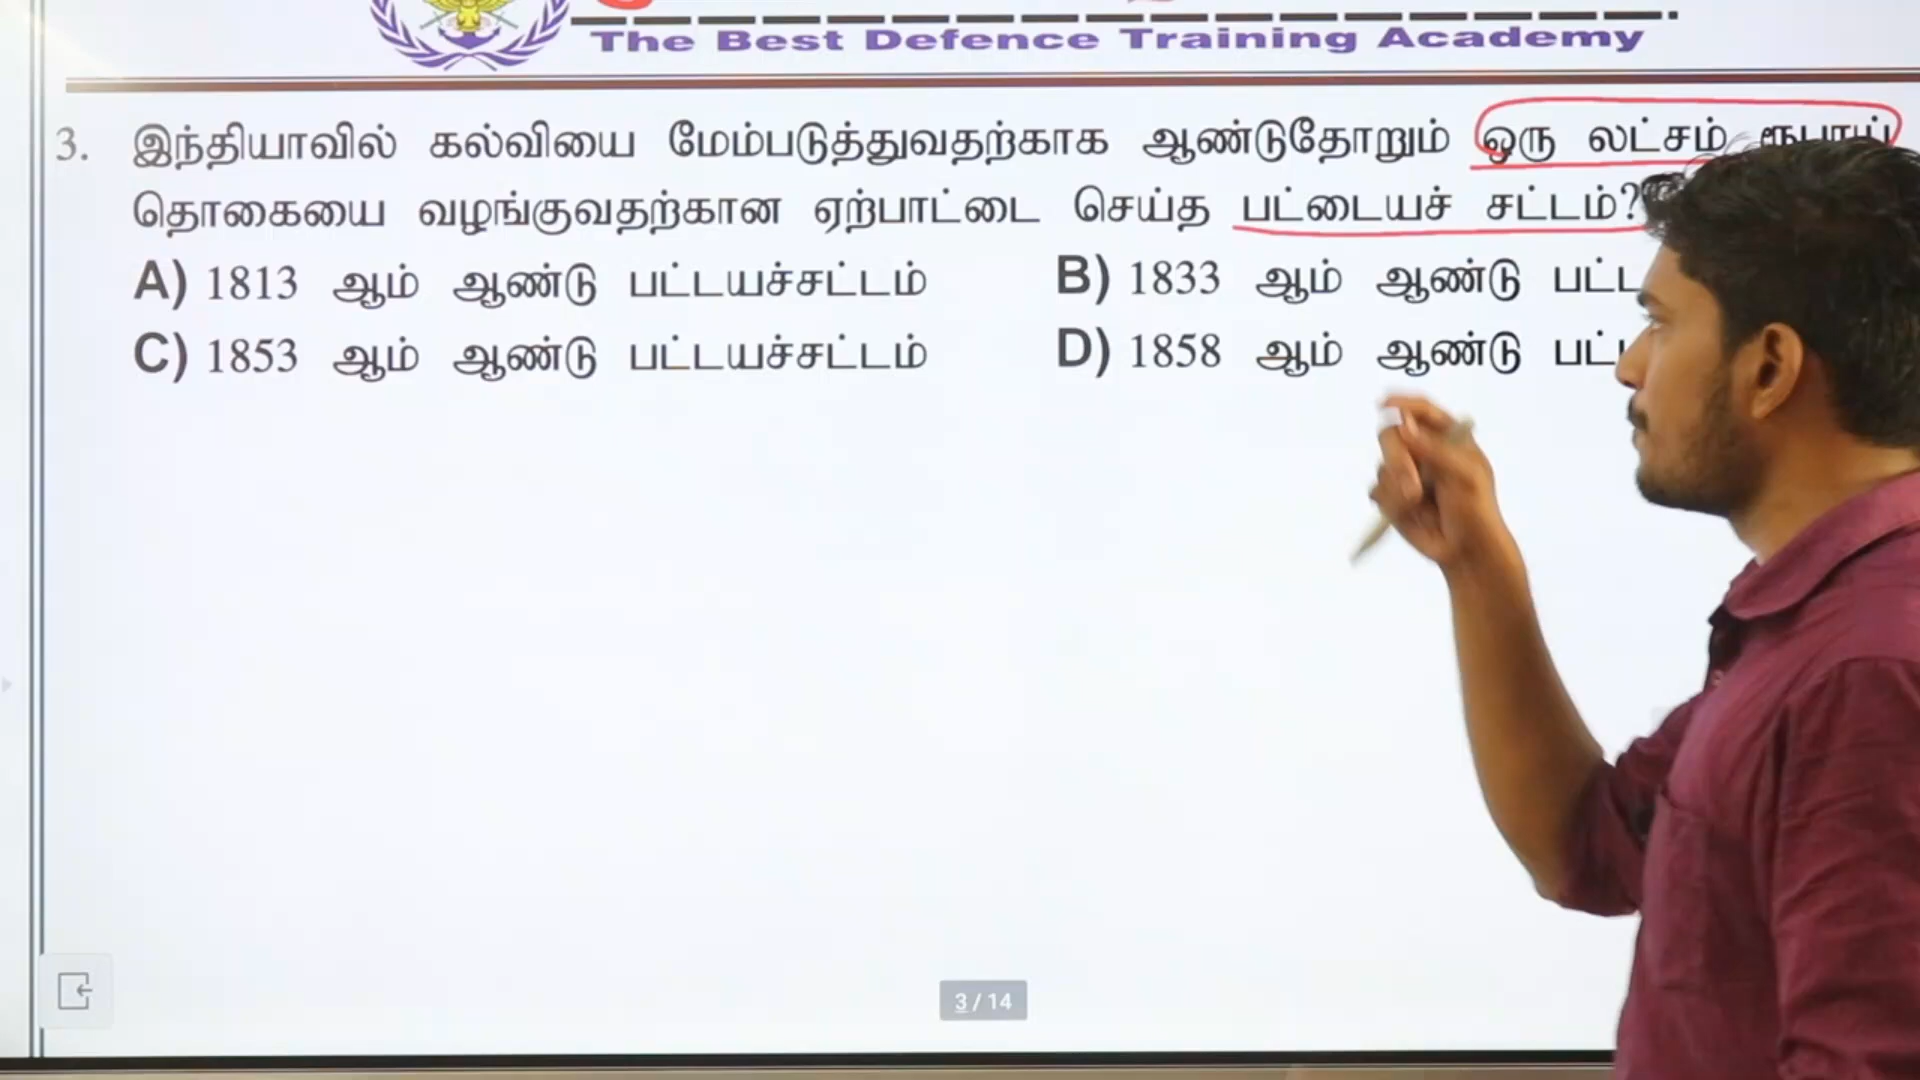 The Best Defence Training Academy
3. இந்தியாவில் கல்வியை மேம்படுத்துவதற்காக ஆண்டுதோறும் ஒரு லட்சம் ரூபாய்
தொகையை வழங்குவதற்கான ஏற்பாட்டை செய்த பட்டையச் சட்டம்?
A) 1813 ஆம் ஆண்டு பட்டயச்சட்டம் B) 1833 ஆம் ஆண்டு
C) 1853 ஆம் ஆண்டு பட்டயச்சட்டம் D) 1858 ஆம் ஆண்டு
3 / 14